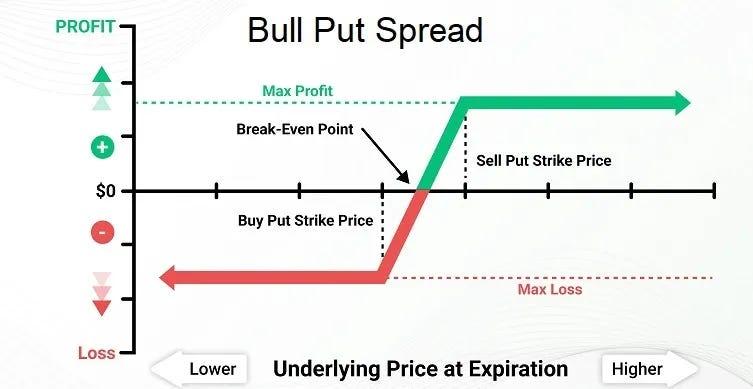 Bull Put Spread
PROFIT
Max Profit
+
Break-Even Point
Sell Put Strike Price
$0
Buy Put Strike Price
-
Max Loss
Loss
Lower
Underlying Price at Expiration
Higher